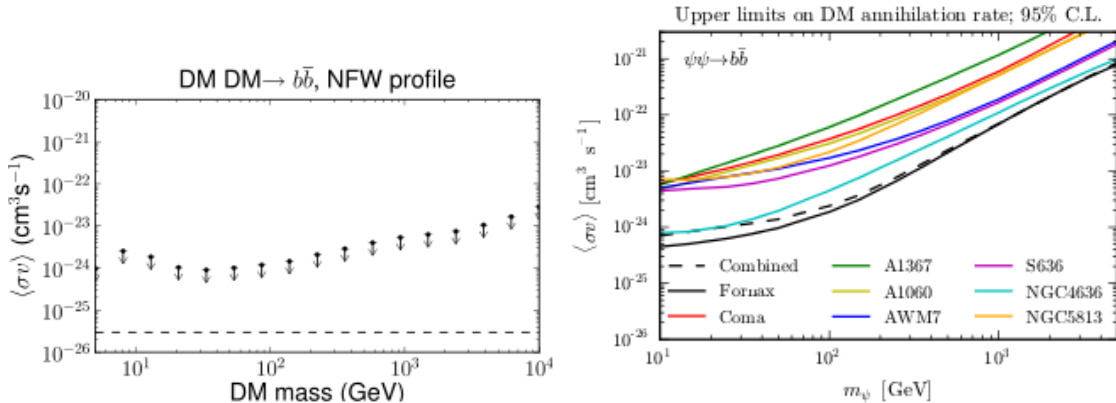 DM DM→ bb̄, NFW profile
⟨σv⟩ (cm³s⁻¹)
10⁻²⁰
10⁻²¹
10⁻²²
10⁻²³
10⁻²⁴
10⁻²⁵
10⁻²⁶
10¹ 10² 10³ 10⁴
DM mass (GeV)
Upper limits on DM annihilation rate; 95% C.L.
ψψ→bb̄
⟨σv⟩ [cm³ s⁻¹]
10⁻²¹
10⁻²²
10⁻²³
10⁻²⁴
10⁻²⁵
10⁻²⁶
Combined A1367 S636
Fornax A1060 NGC4636
Coma AWM7 NGC5813
10¹ 10² 10³
m_ψ [GeV]